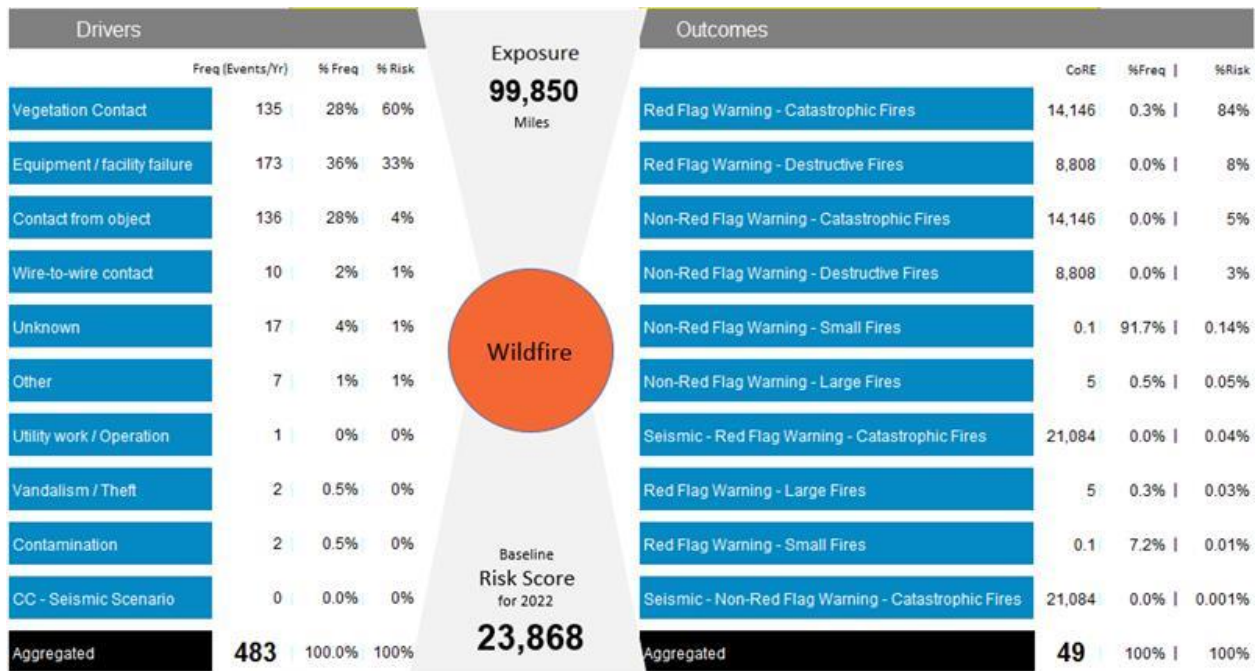 Drivers
Freq (Events/Yr) % Freq % Risk
Vegetation Contact 135 28% 60%
Equipment / facility failure 173 36% 33%
Contact from object 136 28% 4%
Wire-to-wire contact 10 2% 1%
Unknown 17 4% 1%
Other 7 1% 1%
Utility work / Operation 1 0% 0%
Vandalism / Theft 2 0.5% 0%
Contamination 2 0.5% 0%
CC - Seismic Scenario 0 0.0% 0%
Aggregated 483 100.0% 100%
Exposure
99,850
Miles
Wildfire
Baseline
Risk Score
for 2022
23,868
Outcomes
CoRE %Freq | %Risk
Red Flag Warning - Catastrophic Fires 14,146 0.3% | 84%
Red Flag Warning - Destructive Fires 8,808 0.0% | 8%
Non-Red Flag Warning - Catastrophic Fires 14,146 0.0% | 5%
Non-Red Flag Warning - Destructive Fires 8,808 0.0% | 3%
Non-Red Flag Warning - Small Fires 0.1 91.7% | 0.14%
Non-Red Flag Warning - Large Fires 5 0.5% | 0.05%
Seismic - Red Flag Warning - Catastrophic Fires 21,084 0.0% | 0.04%
Red Flag Warning - Large Fires 5 0.3% | 0.03%
Red Flag Warning - Small Fires 0.1 7.2% | 0.01%
Seismic - Non-Red Flag Warning - Catastrophic Fires 21,084 0.0% | 0.001%
Aggregated 49 100% | 100%